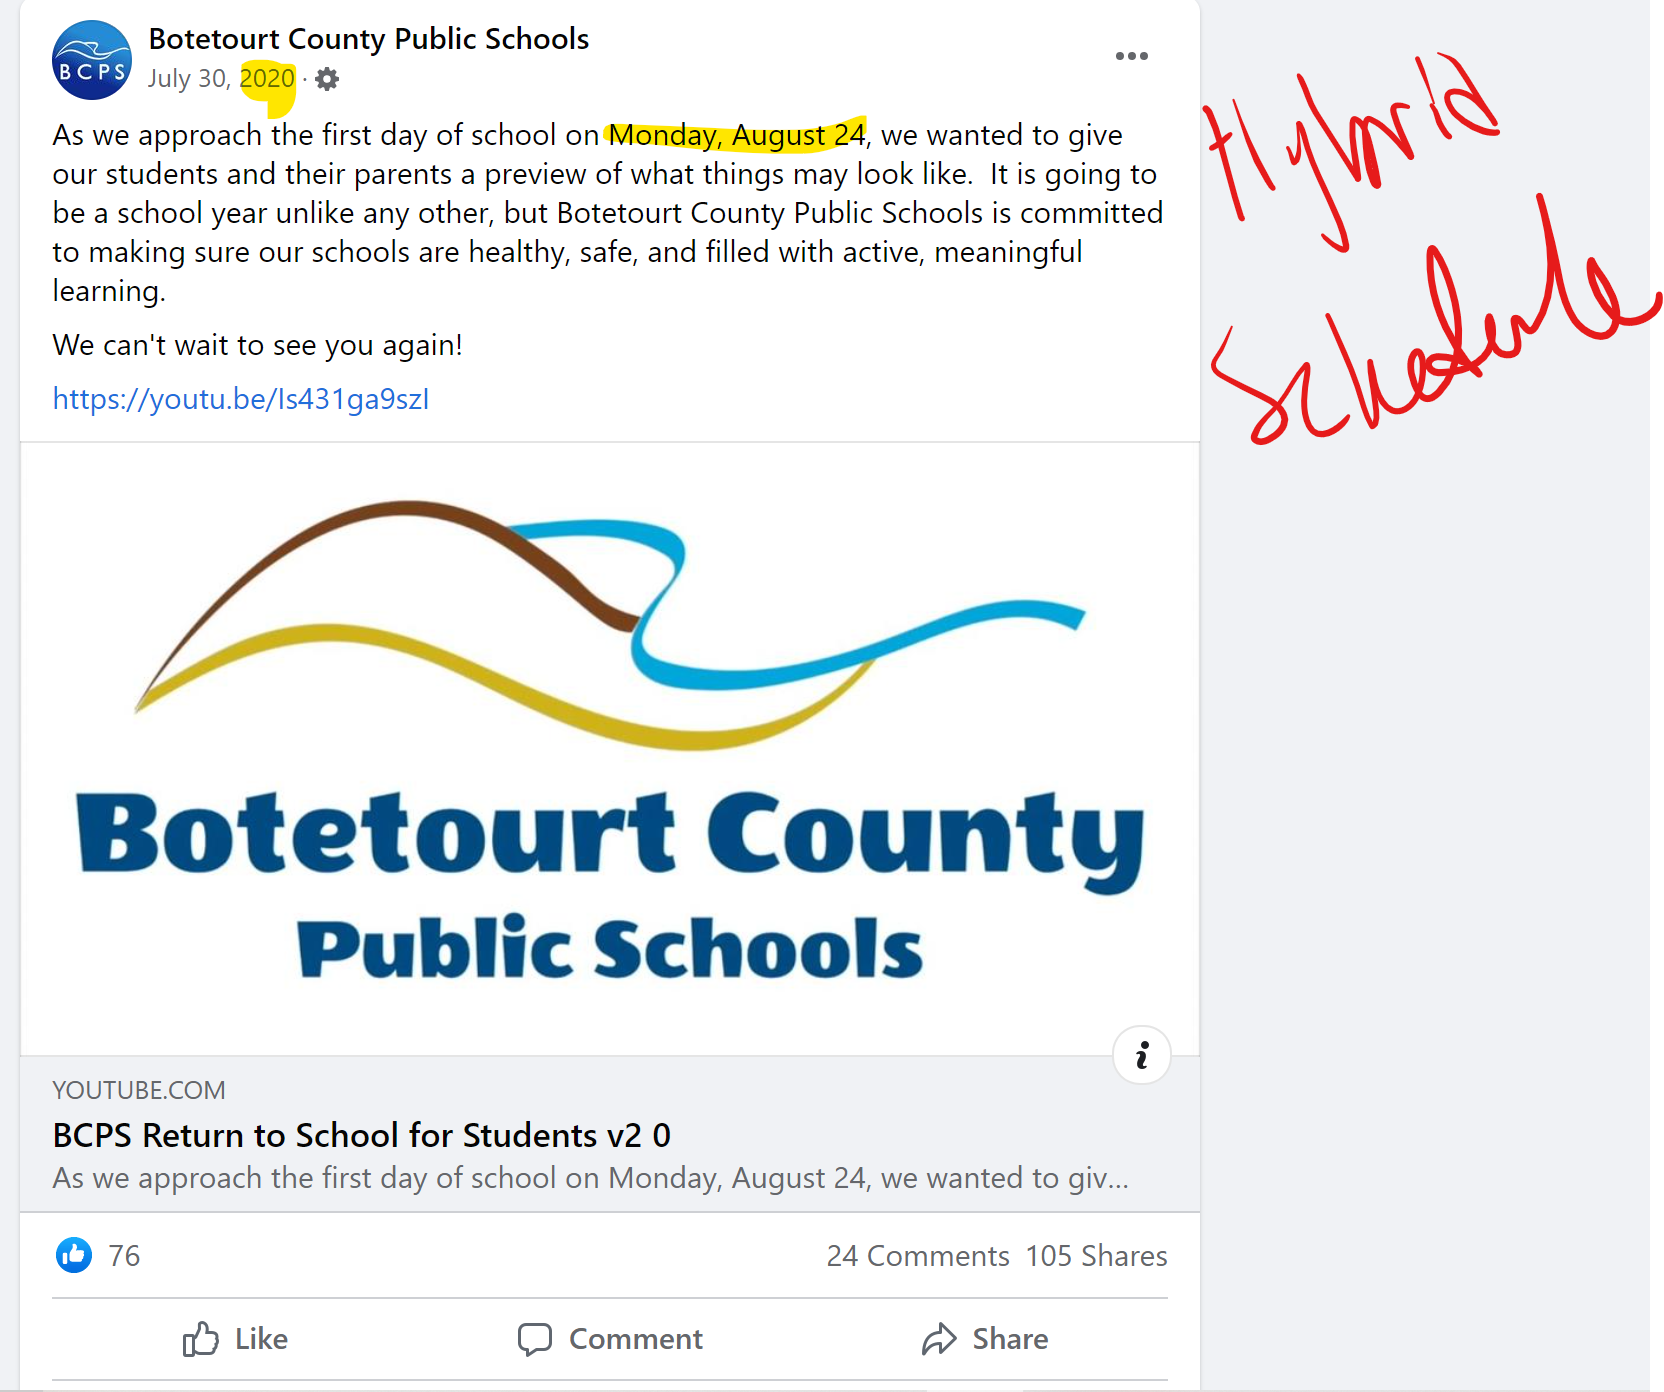 BCPS
Botetourt County Public Schools
July 30, 2020 ·
As we approach the first day of school on Monday, August 24, we wanted to give
our students and their parents a preview of what things may look like.  It is going to
be a school year unlike any other, but Botetourt County Public Schools is committed
to making sure our schools are healthy, safe, and filled with active, meaningful
learning.
We can't wait to see you again!
https://youtu.be/Is431ga9szI
Hybrid
Schedule
Botetourt County
Public Schools
i
YOUTUBE.COM
BCPS Return to School for Students v2 0
As we approach the first day of school on Monday, August 24, we wanted to giv...
76
24 Comments 105 Shares
Like Comment Share